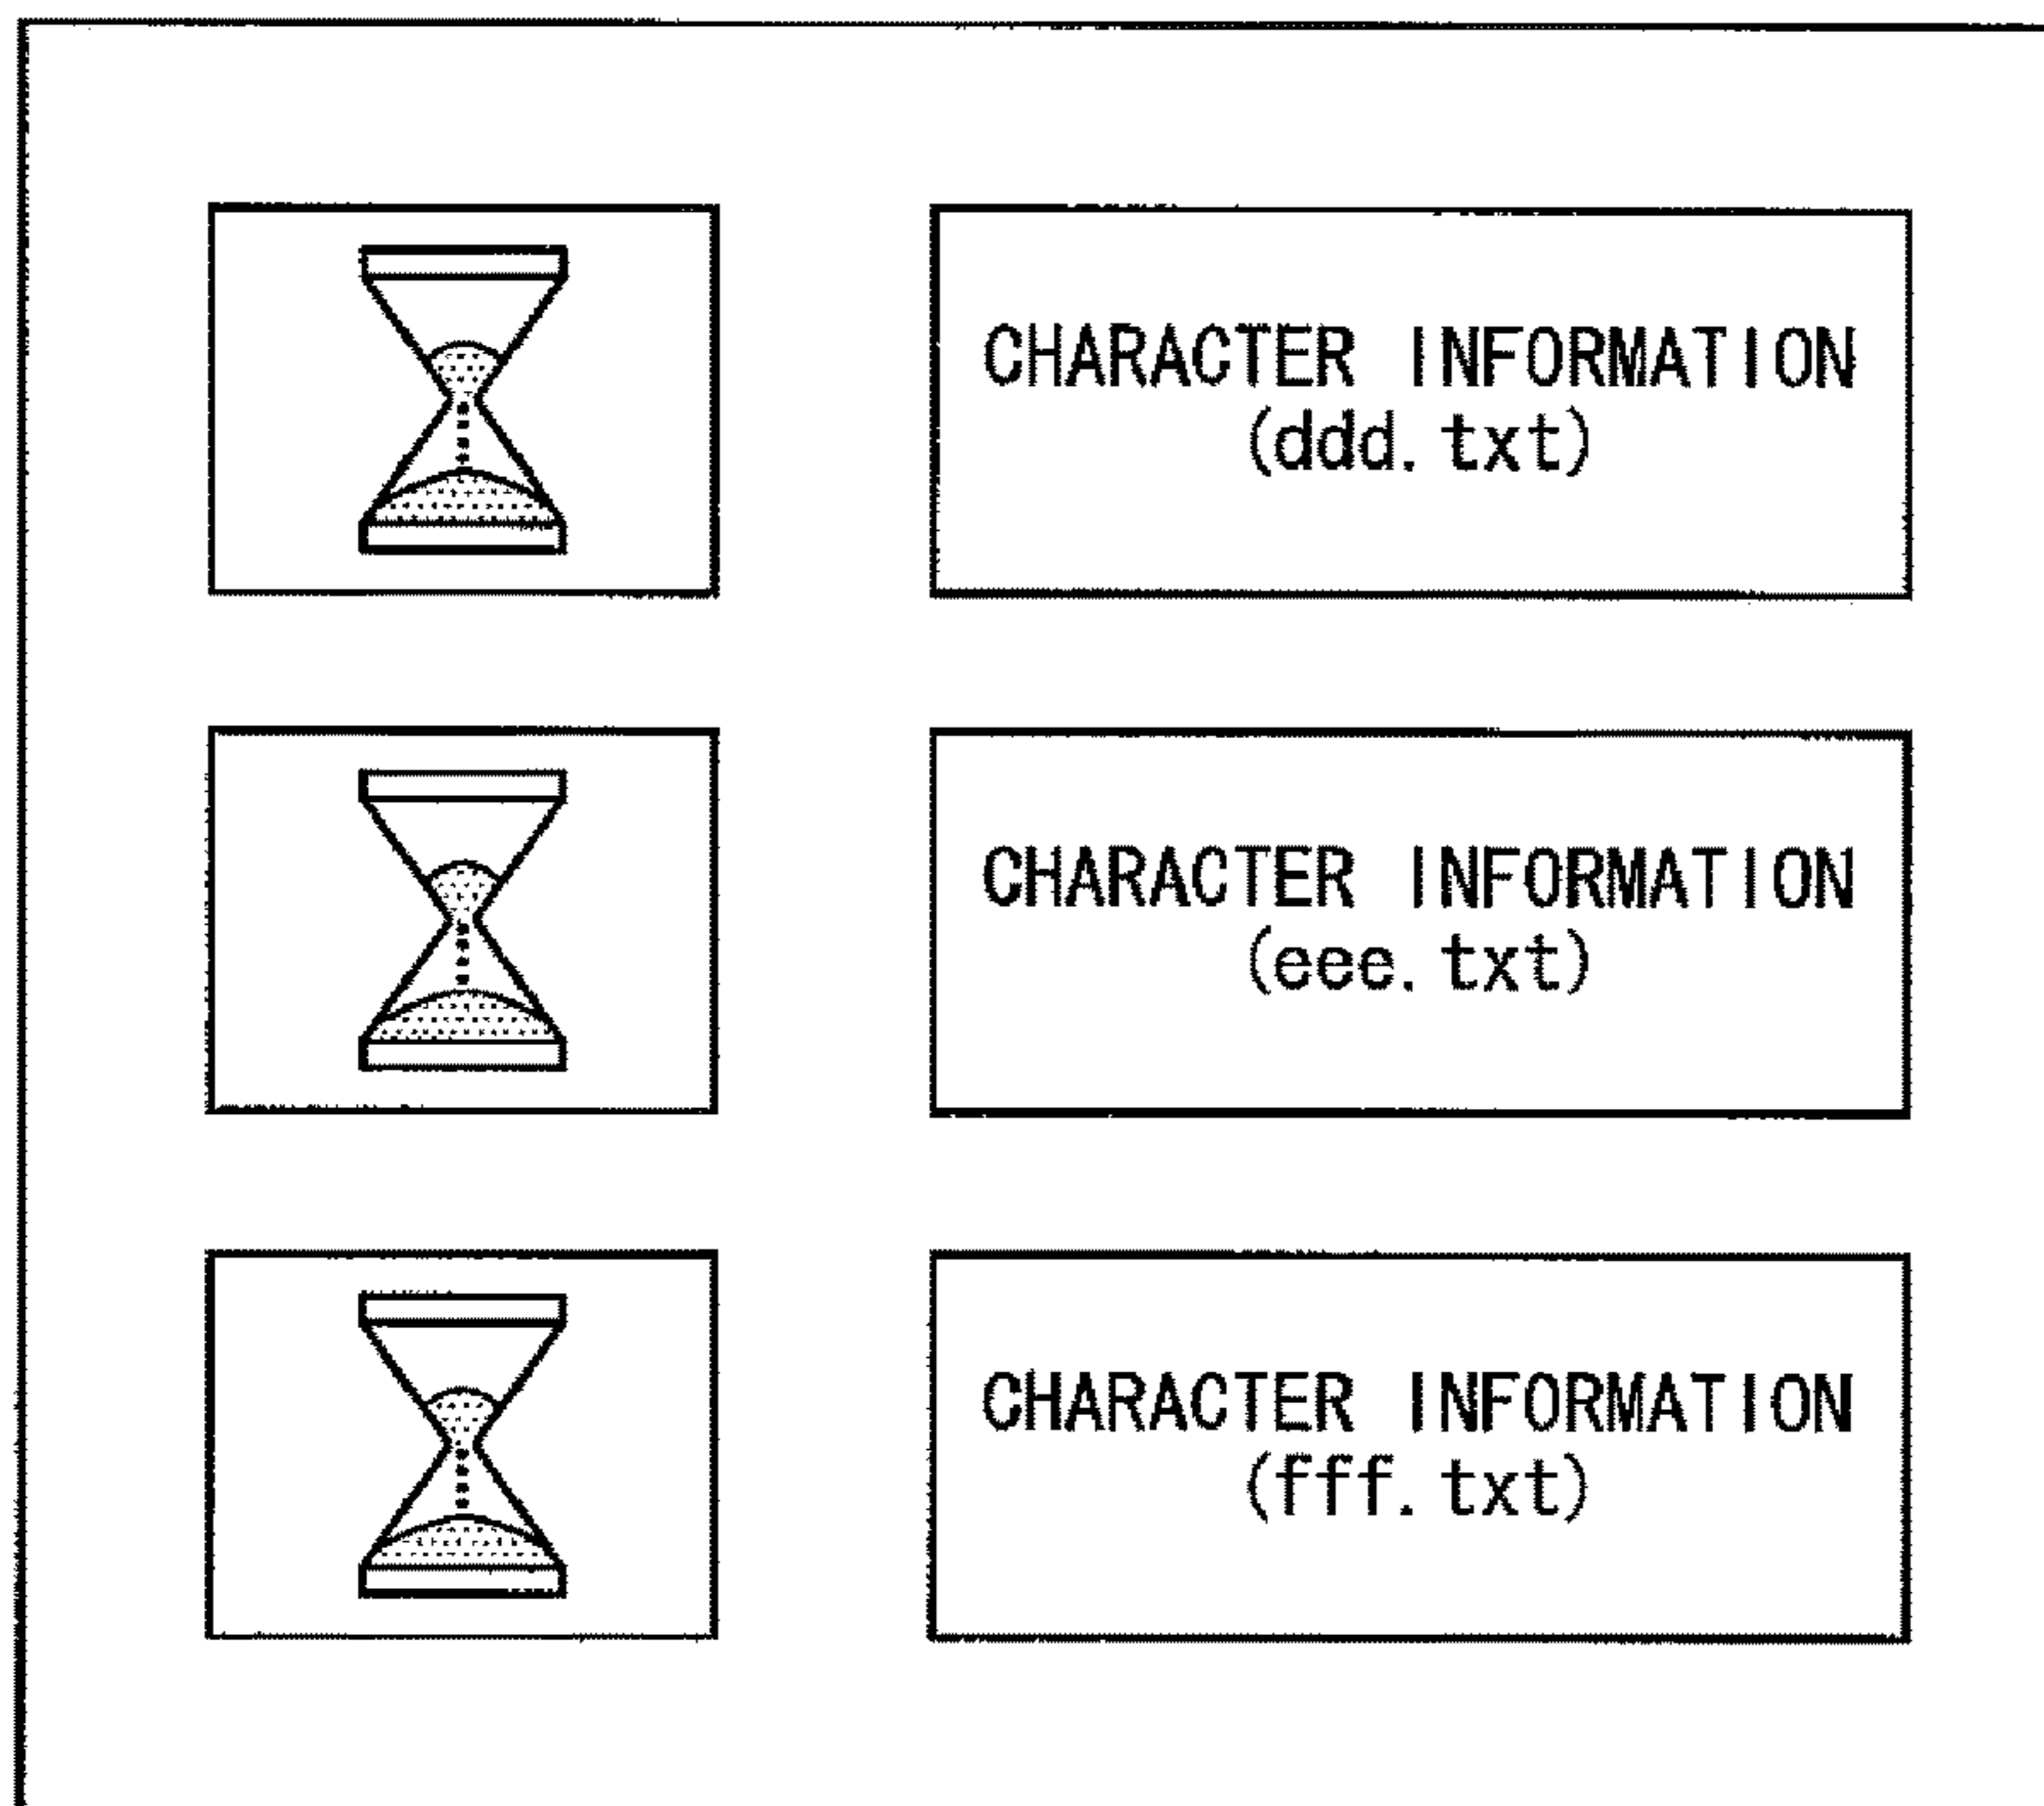 CHARACTER INFORMATION
(ddd.txt)
CHARACTER INFORMATION
(eee.txt)
CHARACTER INFORMATION
(fff.txt)